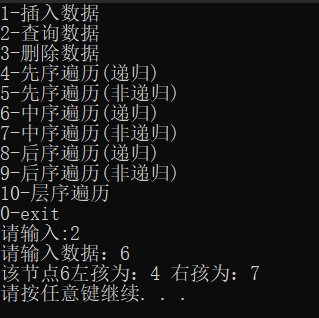 1-插入数据
2-查询数据
3-删除数据
4-先序遍历(递归)
5-先序遍历(非递归)
6-中序遍历(递归)
7-中序遍历(非递归)
8-后序遍历(递归)
9-后序遍历(非递归)
10-层序遍历
0-exit
请输入:2
请输入数据：6
该节点6左孩为：4 右孩为：7
请按任意键继续. . .